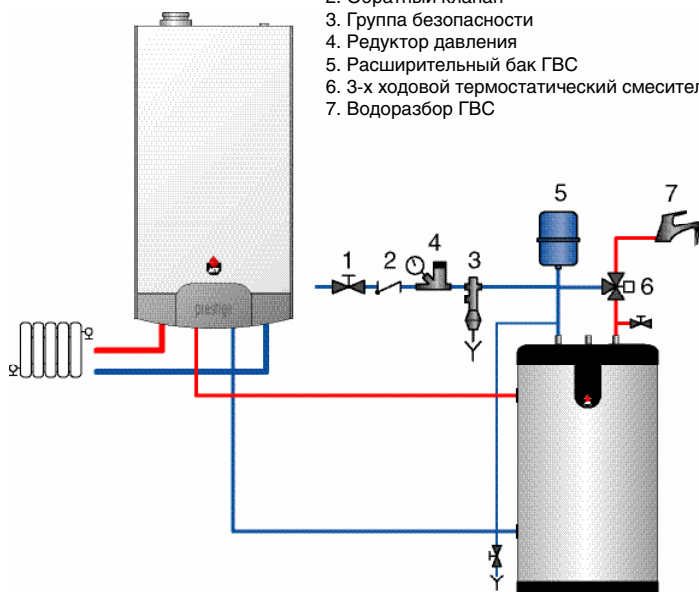 2. Обратный клапан
3. Группа безопасности
4. Редуктор давления
5. Расширительный бак ГВС
6. 3-х ходовой термостатический смесител
7. Водоразбор ГВС
5
7
1
2
4
3
6
prestige